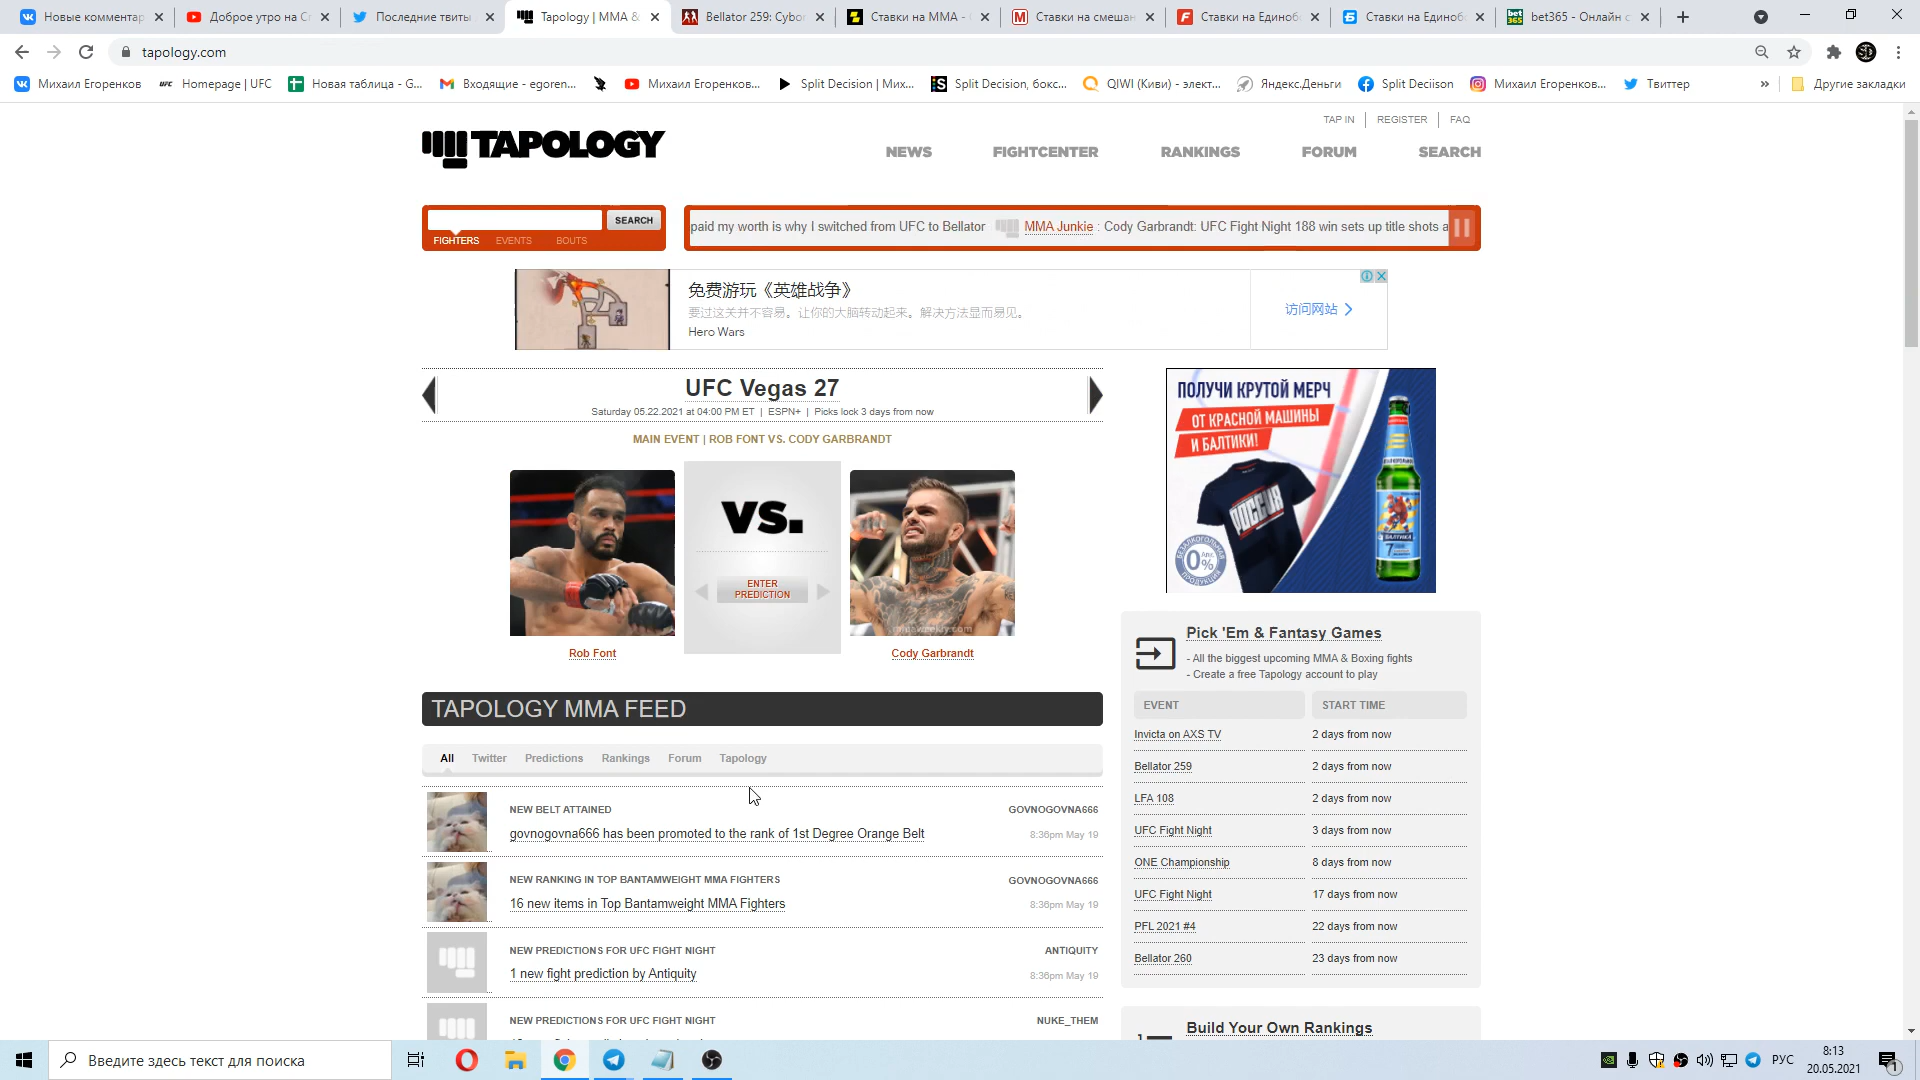 Новые комментар
Доброе утро на Сп
Последние твиты
Tapology | MMA &
Bellator 259: Cybor
Ставки на ММА -
Ставки на смешан
Ставки на Единоб
Ставки на Единоб
bet365 - Онлайн с
tapology.com
Михаил Егоренков
Homepage | UFC
Новая таблица - G...
Входящие - egoren...
Михаил Егоренков...
Split Decision | Мих...
Split Decision, бокс...
QIWI (Киви) - элект...
Яндекс.Деньги
Split Deciison
Михаил Егоренков...
Твиттер
Другие закладки
TAPOLOGY
TAP IN
REGISTER
FAQ
NEWS
FIGHTCENTER
RANKINGS
FORUM
SEARCH
SEARCH
FIGHTERS
EVENTS
BOUTS
paid my worth is why I switched from UFC to Bellator
MMA Junkie : Cody Garbrandt: UFC Fight Night 188 win sets up title shots a
免费游玩《英雄战争》
要过这关并不容易。让你的大脑转动起来。解决方法显而易见。
Hero Wars
访问网站
UFC Vegas 27
Saturday 05.22.2021 at 04:00 PM ET | ESPN+ | Picks lock 3 days from now
MAIN EVENT | ROB FONT VS. CODY GARBRANDT
VS.
ENTER
PREDICTION
mmaweekly.com
Rob Font
Cody Garbrandt
ПОЛУЧИ КРУТОЙ МЕРЧ
ОТ КРАСНОЙ МАШИНЫ
И БАЛТИКИ!
РОССИЯ
БАЛТИКА
7
БЕЗАЛКОГОЛЬНАЯ
0% Алк.
ПРОДУКЦИЯ
Pick 'Em & Fantasy Games
- All the biggest upcoming MMA & Boxing fights
- Create a free Tapology account to play
EVENT
START TIME
Invicta on AXS TV
2 days from now
Bellator 259
2 days from now
LFA 108
2 days from now
UFC Fight Night
3 days from now
ONE Championship
8 days from now
UFC Fight Night
17 days from now
PFL 2021 #4
22 days from now
Bellator 260
23 days from now
Build Your Own Rankings
TAPOLOGY MMA FEED
All
Twitter
Predictions
Rankings
Forum
Tapology
NEW BELT ATTAINED
GOVNOGOVNA666
govnogovna666 has been promoted to the rank of 1st Degree Orange Belt
8:36pm May 19
NEW RANKING IN TOP BANTAMWEIGHT MMA FIGHTERS
GOVNOGOVNA666
16 new items in Top Bantamweight MMA Fighters
8:36pm May 19
NEW PREDICTIONS FOR UFC FIGHT NIGHT
ANTIQUITY
1 new fight prediction by Antiquity
8:36pm May 19
NEW PREDICTIONS FOR UFC FIGHT NIGHT
NUKE_THEM
Введите здесь текст для поиска
РУС
8:13
20.05.2021
1